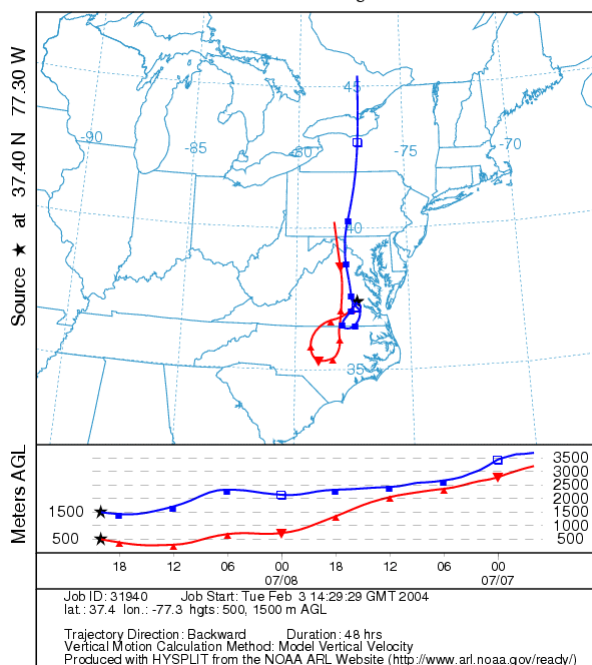 Source ★ at 37.40 N 77.30 W
45
-90
-85
-80
-75
-70
40
35
Meters AGL
3500
3000
2500
2000
1500 1500
1000
500 500
18 12 06 00 18 12 06 00
07/08 07/07
Job ID: 31940 Job Start: Tue Feb 3 14:29:29 GMT 2004
lat.: 37.4 lon.: -77.3 hgts: 500, 1500 m AGL
Trajectory Direction: Backward Duration: 48 hrs
Vertical Motion Calculation Method: Model Vertical Velocity
Produced with HYSPLIT from the NOAA ARL Website (http://www.arl.noaa.gov/ready/)